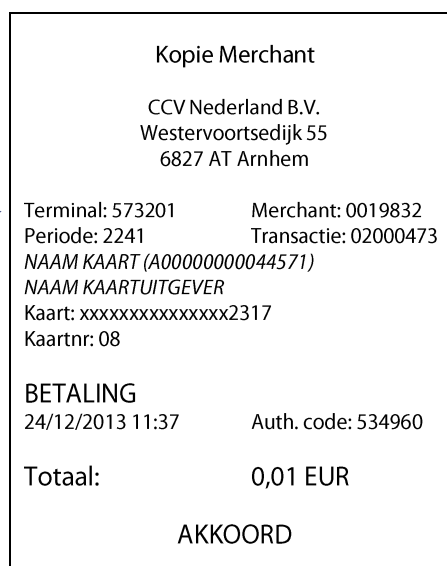 Kopie Merchant
CCV Nederland B.V.
Westervoortsedijk 55
6827 AT Arnhem
Terminal: 573201 Merchant: 0019832
Periode: 2241 Transactie: 02000473
NAAM KAART (A00000000044571)
NAAM KAARTUITGEVER
Kaart: xxxxxxxxxxxxxxx2317
Kaartnr: 08
BETALING
24/12/2013 11:37 Auth. code: 534960
Totaal: 0,01 EUR
AKKOORD